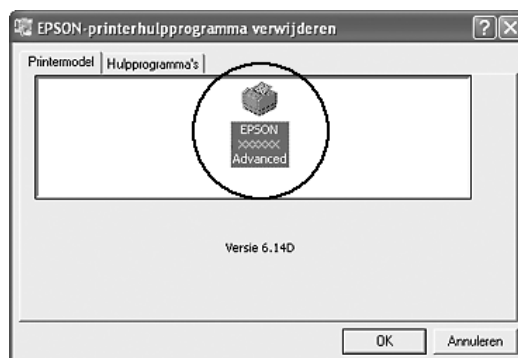 EPSON-printerhulpprogramma verwijderen
Printermodel
Hulpprogramma's
EPSON
XXXXXX
Advanced
Versie 6.14D
OK
Annuleren